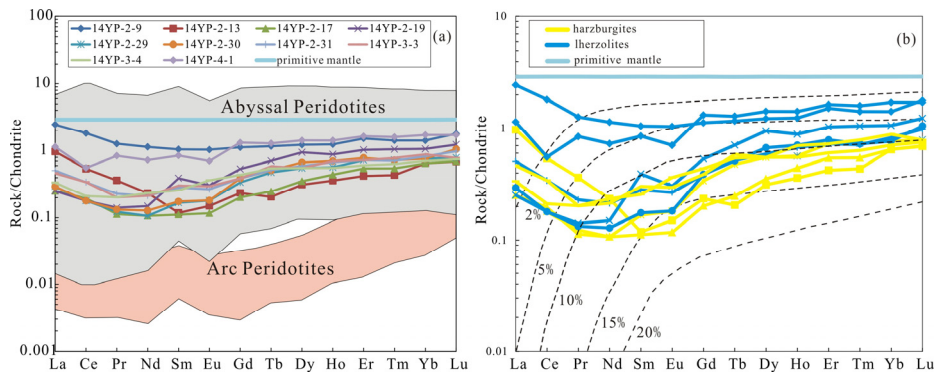 100
10
1
0.1
0.01
0.00
Rock/Chondrite
(a)
14YP-2-9 14YP-2-13 14YP-2-17 14YP-2-19
14YP-2-29 14YP-2-30 14YP-2-31 14YP-3-3
14YP-3-4 14YP-4-1 primitive mantle
Abyssal Peridotites
Arc Peridotites
La Ce Pr Nd Sm Eu Gd Tb Dy Ho Er Tm Yb Lu
10
1
0.1
0.01
Rock/Chondrite
(b)
harzburgites
lherzolites
primitive mantle
2%
5%
10%
15%
20%
La Ce Pr Nd Sm Eu Gd Tb Dy Ho Er Tm Yb Lu